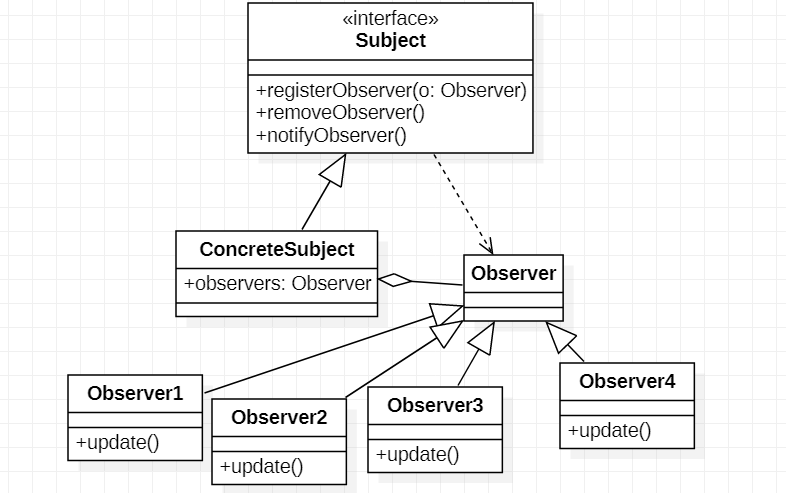 «interface»
Subject
+registerObserver(o: Observer)
+removeObserver()
+notifyObserver()
ConcreteSubject
+observers: Observer
Observer
Observer1
+update()
Observer2
+update()
Observer3
+update()
Observer4
+update()